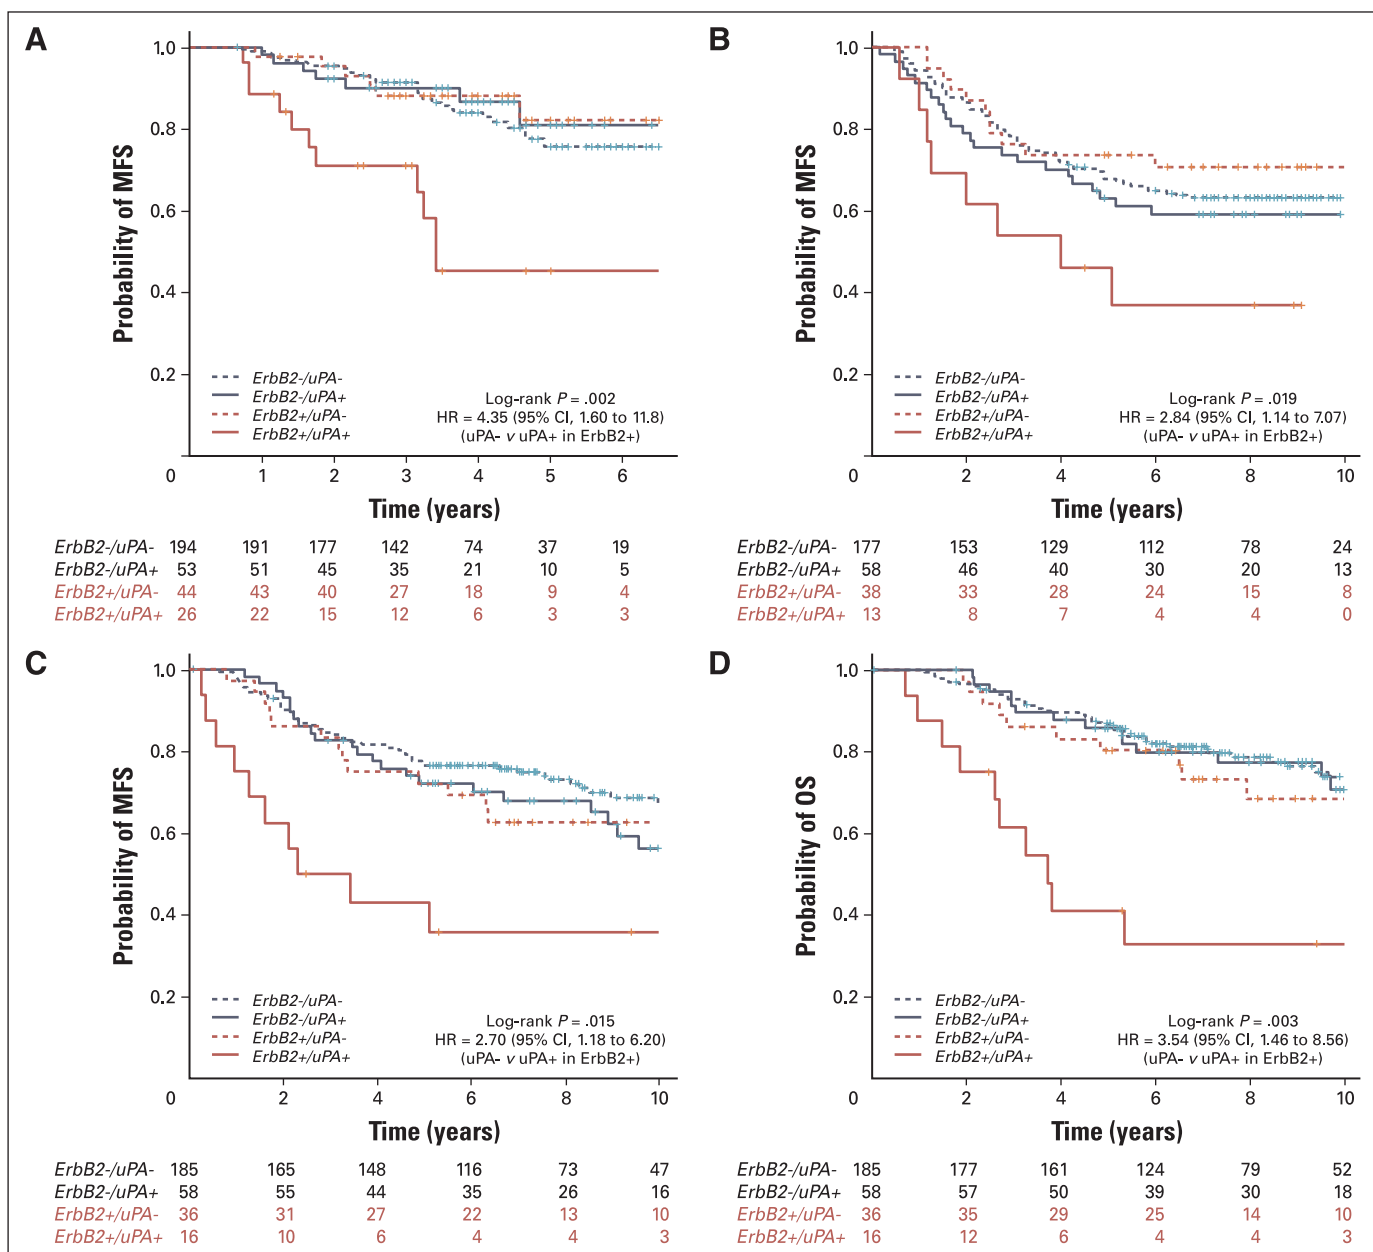 A
1.0
0.8
0.6
0.4
0.2
0
1 2 3 4 5 6
Probability of MFS
Time (years)
ErbB2-/uPA-
ErbB2-/uPA+
ErbB2+/uPA-
ErbB2+/uPA+
Log-rank P = .002
HR = 4.35 (95% CI, 1.60 to 11.8)
(uPA- v uPA+ in ErbB2+)
ErbB2-/uPA- 194 191 177 142 74 37 19
ErbB2-/uPA+ 53 51 45 35 21 10 5
ErbB2+/uPA- 44 43 40 27 18 9 4
ErbB2+/uPA+ 26 22 15 12 6 3 3
B
1.0
0.8
0.6
0.4
0.2
0
2 4 6 8 10
Probability of MFS
Time (years)
ErbB2-/uPA-
ErbB2-/uPA+
ErbB2+/uPA-
ErbB2+/uPA+
Log-rank P = .019
HR = 2.84 (95% CI, 1.14 to 7.07)
(uPA- v uPA+ in ErbB2+)
ErbB2-/uPA- 177 153 129 112 78 24
ErbB2-/uPA+ 58 46 40 30 20 13
ErbB2+/uPA- 38 33 28 24 15 8
ErbB2+/uPA+ 13 8 7 4 4 0
C
1.0
0.8
0.6
0.4
0.2
0
2 4 6 8 10
Probability of MFS
Time (years)
ErbB2-/uPA-
ErbB2-/uPA+
ErbB2+/uPA-
ErbB2+/uPA+
Log-rank P = .015
HR = 2.70 (95% CI, 1.18 to 6.20)
(uPA- v uPA+ in ErbB2+)
ErbB2-/uPA- 185 165 148 116 73 47
ErbB2-/uPA+ 58 55 44 35 26 16
ErbB2+/uPA- 36 31 27 22 13 10
ErbB2+/uPA+ 16 10 6 4 4 3
D
1.0
0.8
0.6
0.4
0.2
0
2 4 6 8 10
Probability of OS
Time (years)
ErbB2-/uPA-
ErbB2-/uPA+
ErbB2+/uPA-
ErbB2+/uPA+
Log-rank P = .003
HR = 3.54 (95% CI, 1.46 to 8.56)
(uPA- v uPA+ in ErbB2+)
ErbB2-/uPA- 185 177 161 124 79 52
ErbB2-/uPA+ 58 57 50 39 30 18
ErbB2+/uPA- 36 35 29 25 14 10
ErbB2+/uPA+ 16 12 6 4 4 3